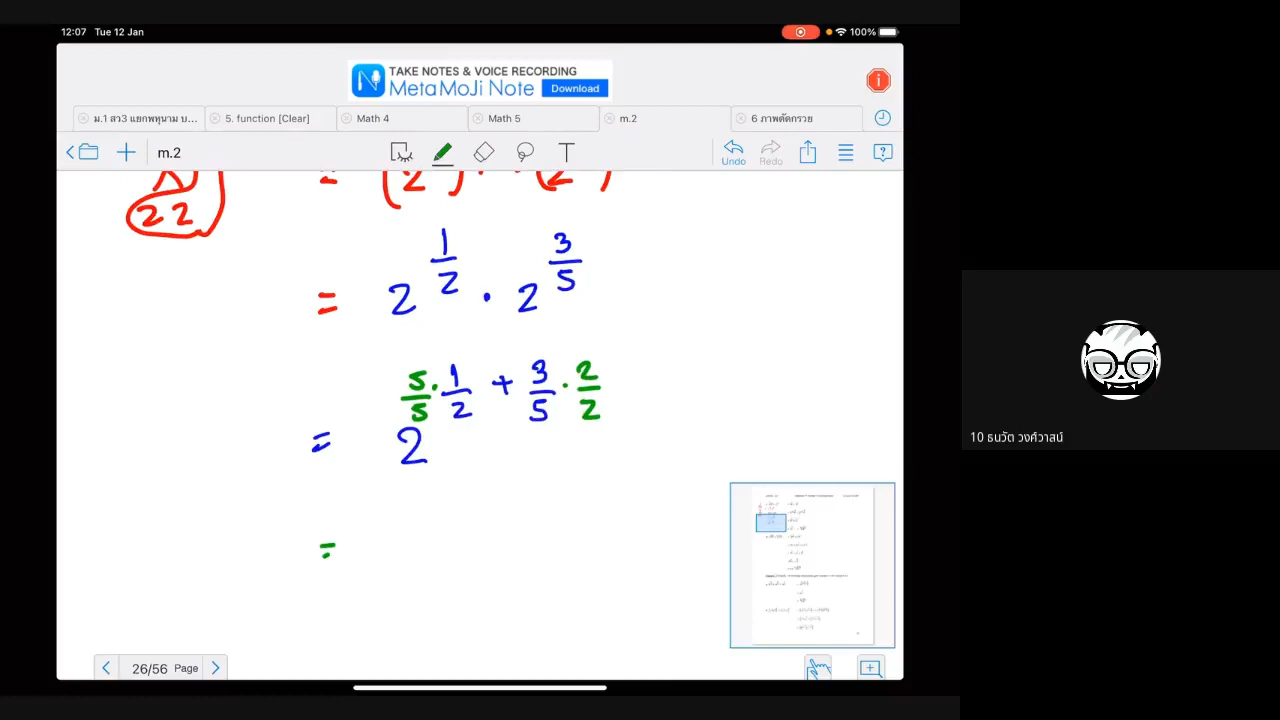 12:07 Tue 12 Jan 100%
TAKE NOTES & VOICE RECORDING
MetaMoJi Note Download
ม.1 สว3 แยกพหุนาม บ... 5. function [Clear] Math 4 Math 5 m.2 6 ภาพตัดกรวย
m.2 T Undo Redo
= (2 ) · (2 )
22
= 2^(1/2) · 2^(3/5)
= 2^(5/5 · 1/2 + 3/5 · 2/2)
=
26/56 Page
10 ธนวัต วงศ์วาสน์